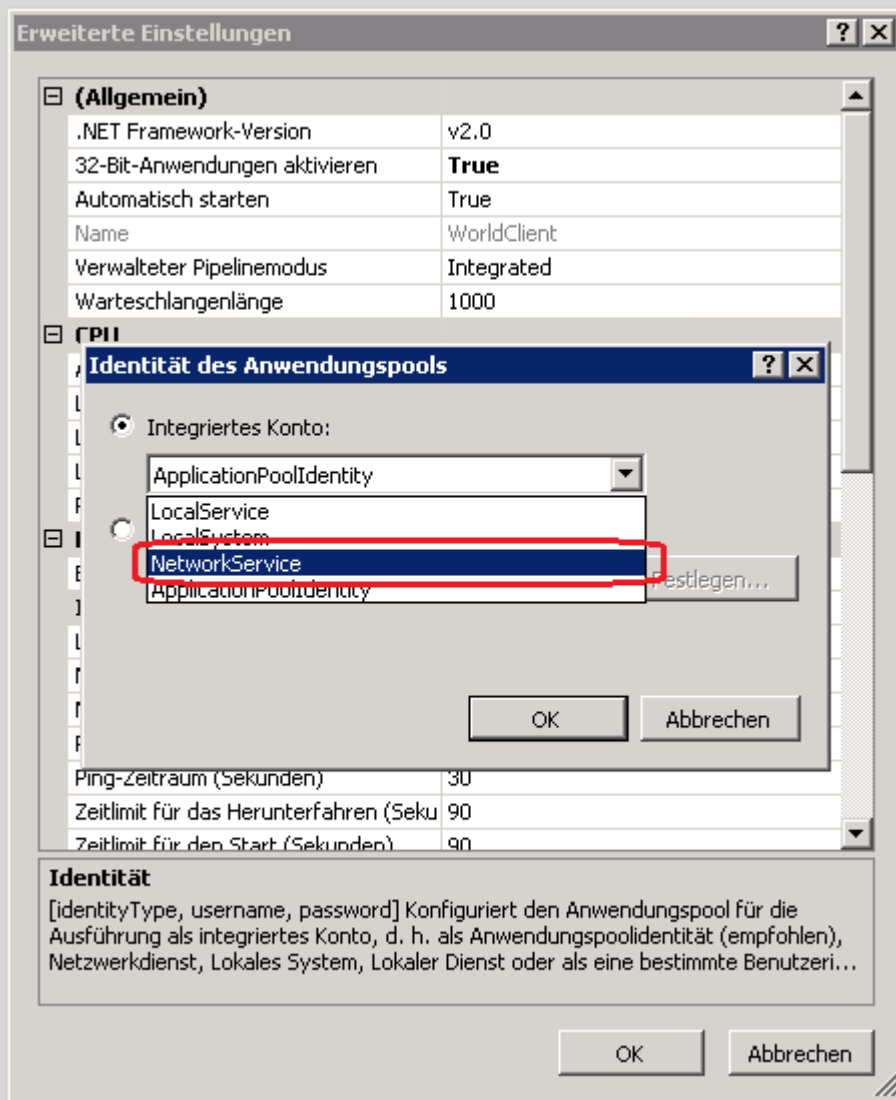 Erweiterte Einstellungen
(Allgemein)
.NET Framework-Version v2.0
32-Bit-Anwendungen aktivieren True
Automatisch starten True
Name WorldClient
Verwalteter Pipelinemodus Integrated
Warteschlangenlänge 1000
CPU
Identität des Anwendungspools
Integriertes Konto:
ApplicationPoolIdentity
LocalService
LocalSystem
NetworkService
ApplicationPoolIdentity
Festlegen...
OK Abbrechen
Ping-Zeitraum (Sekunden) 30
Zeitlimit für das Herunterfahren (Seku 90
Zeitlimit für den Start (Sekunden) 90
Identität
[identityType, username, password] Konfiguriert den Anwendungspool für die
Ausführung als integriertes Konto, d. h. als Anwendungspoolidentität (empfohlen),
Netzwerkdienst, Lokales System, Lokaler Dienst oder als eine bestimmte Benutzeri...
OK Abbrechen